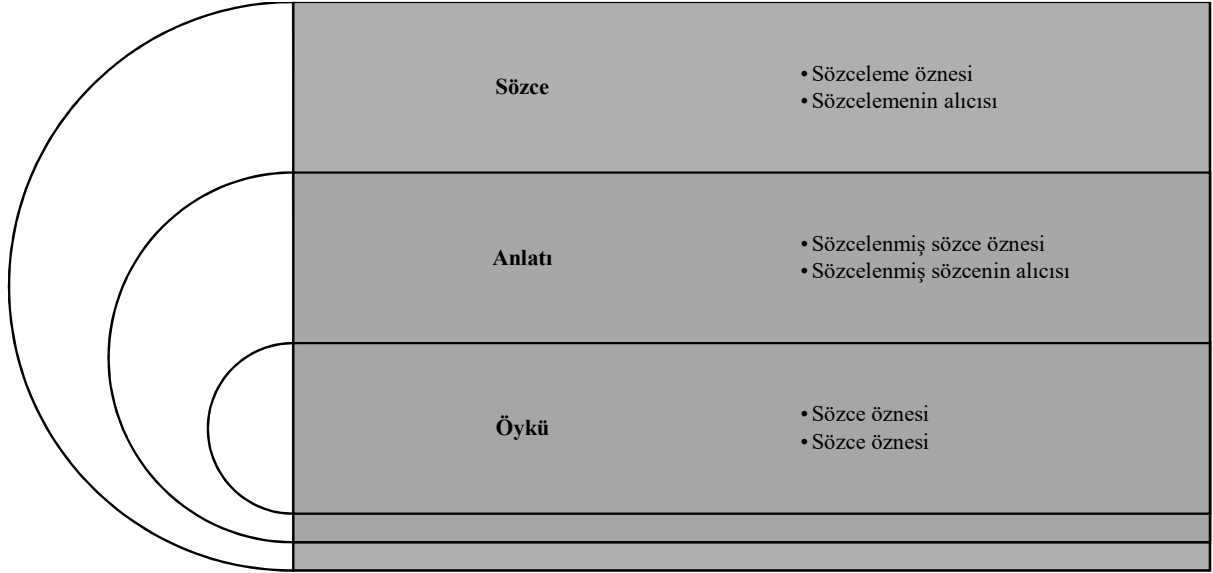 Sözce
• Sözceleme öznesi
• Sözcelemenin alıcısı
Anlatı
• Sözcelenmiş sözce öznesi
• Sözcelenmiş sözcenin alıcısı
Öykü
• Sözce öznesi
• Sözce öznesi